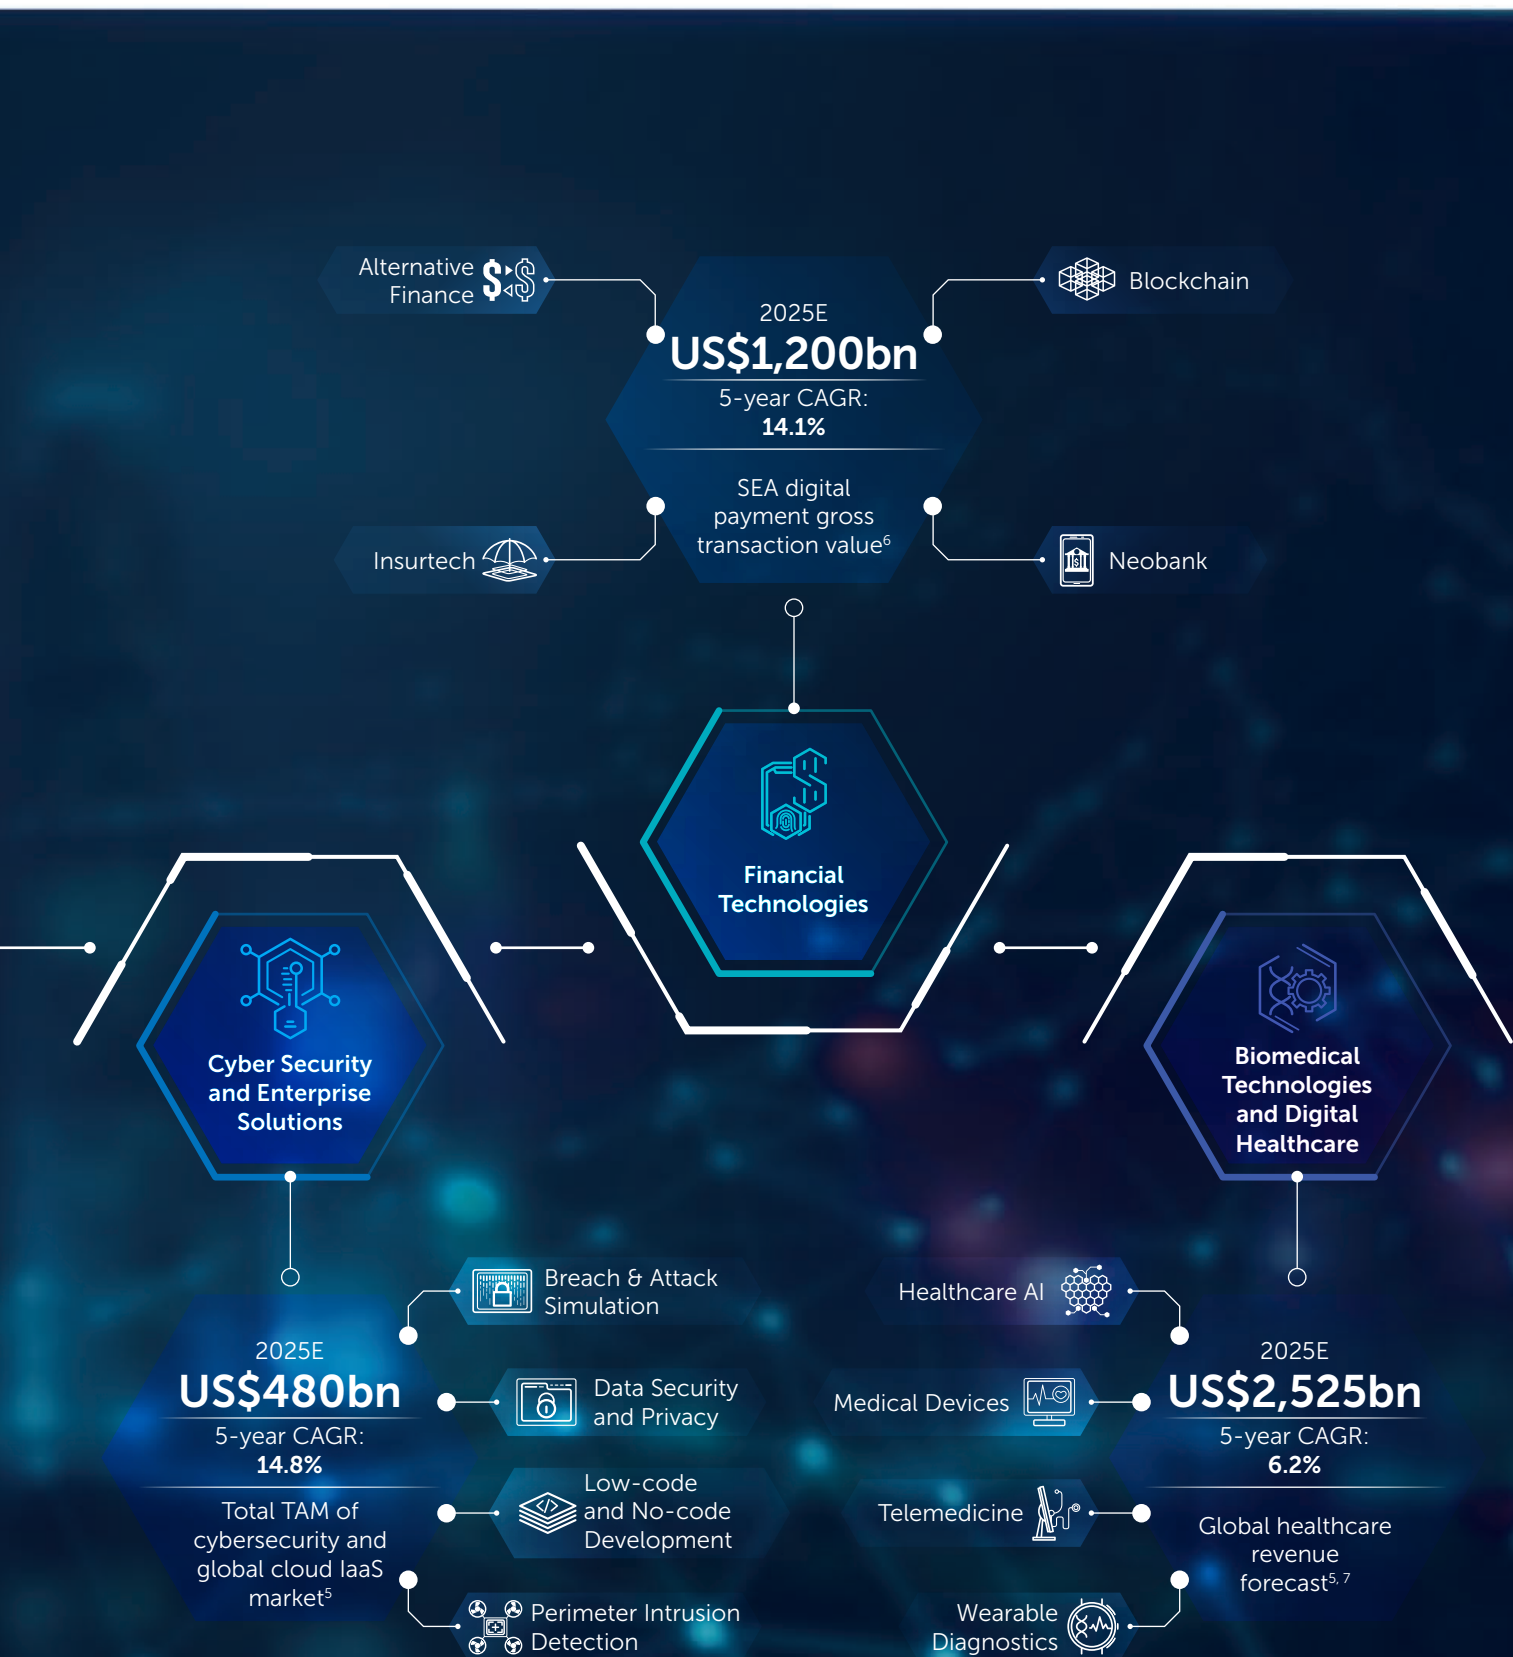 Alternative
Finance
Blockchain
2025E
US$1,200bn
5-year CAGR:
14.1%
SEA digital
payment gross
transaction value6
Insurtech
Neobank
Financial
Technologies
Cyber Security
and Enterprise
Solutions
Biomedical
Technologies
and Digital
Healthcare
2025E
US$480bn
5-year CAGR:
14.8%
Total TAM of
cybersecurity and
global cloud IaaS
market5
Breach & Attack
Simulation
Data Security
and Privacy
Low-code
and No-code
Development
Perimeter Intrusion
Detection
Healthcare AI
Medical Devices
Telemedicine
Wearable
Diagnostics
2025E
US$2,525bn
5-year CAGR:
6.2%
Global healthcare
revenue
forecast5, 7